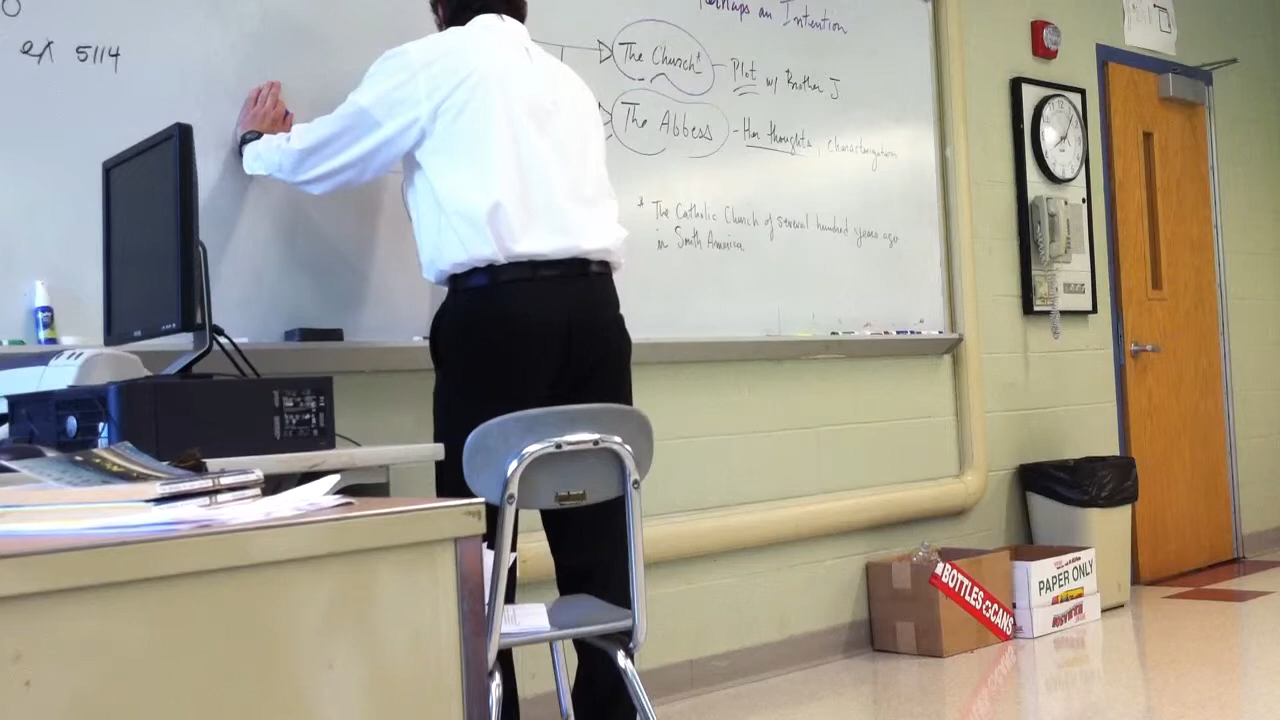 Perhaps an Intention
ex 5114
The Church*
Plot w/ Brother J
The Abbess
- Her thoughts, characterization
* The Catholic Church of several hundred years ago
in South America
BOTTLES & CANS
PAPER ONLY